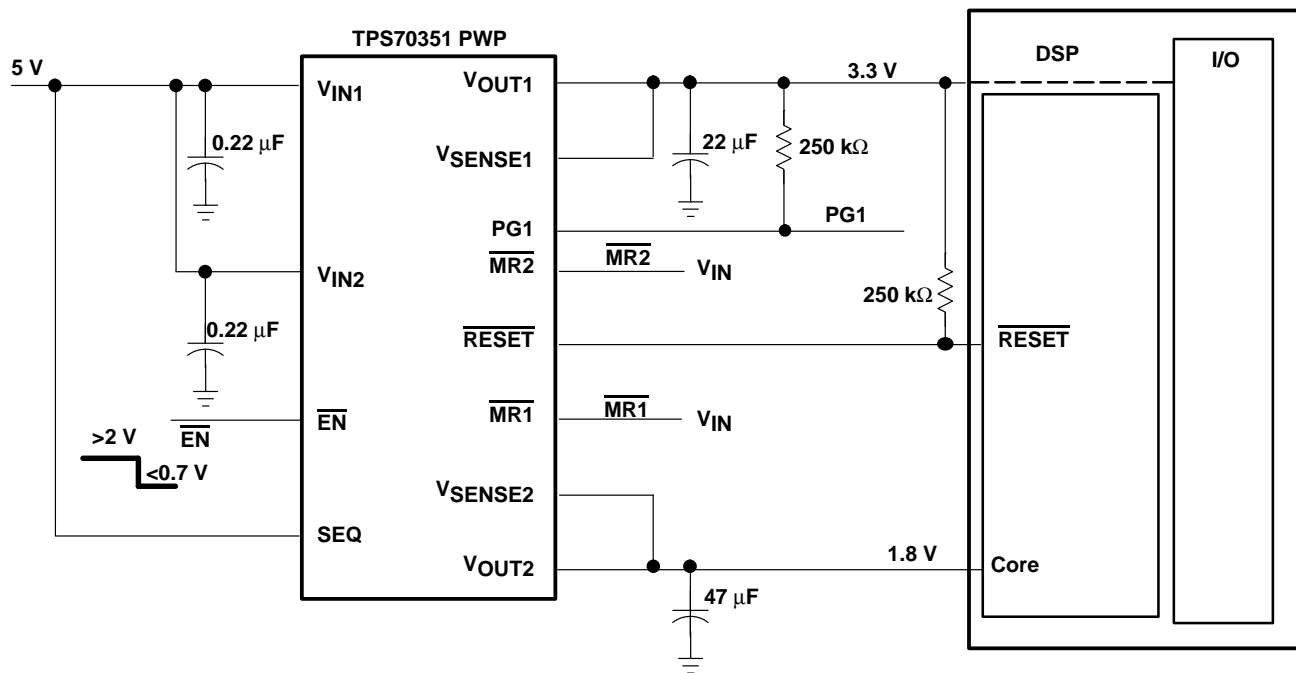 TPS70351 PWP
5 V
VIN1
0.22 μF
VIN2
0.22 μF
EN
EN
>2 V
<0.7 V
SEQ
VOUT1
VSENSE1
PG1
MR2
RESET
MR1
VSENSE2
VOUT2
3.3 V
22 μF
250 kΩ
PG1
MR2
VIN
250 kΩ
MR1
VIN
1.8 V
47 μF
DSP
I/O
RESET
Core